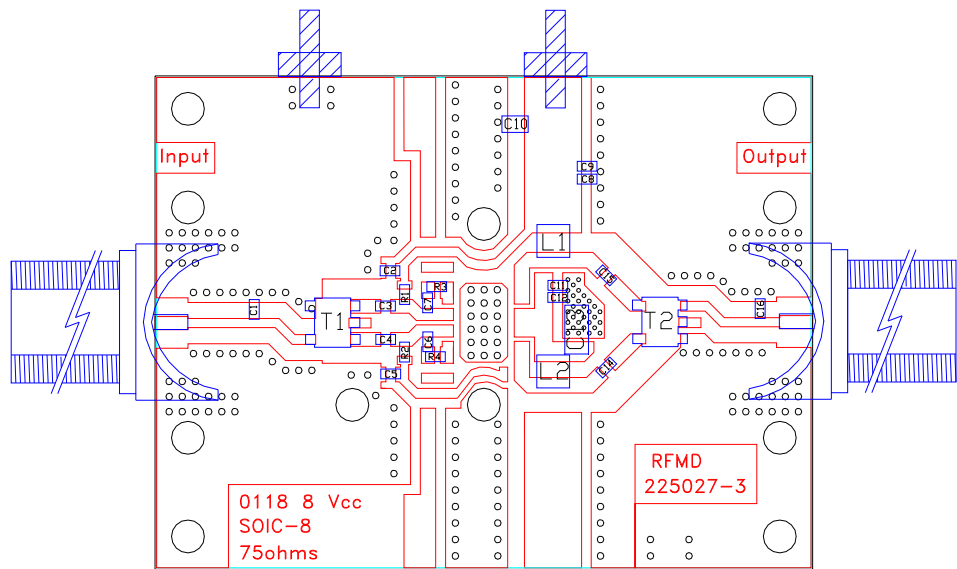 C10
Input
Output
C9
C8
L1
C2
C15
R3
C11
C12
R1
C7
C3
C1
C16
T1
T2
C4
C6
R2
R4
L2
C14
C5
RFMD
225027-3
0118 8 Vcc
SOIC-8
75ohms